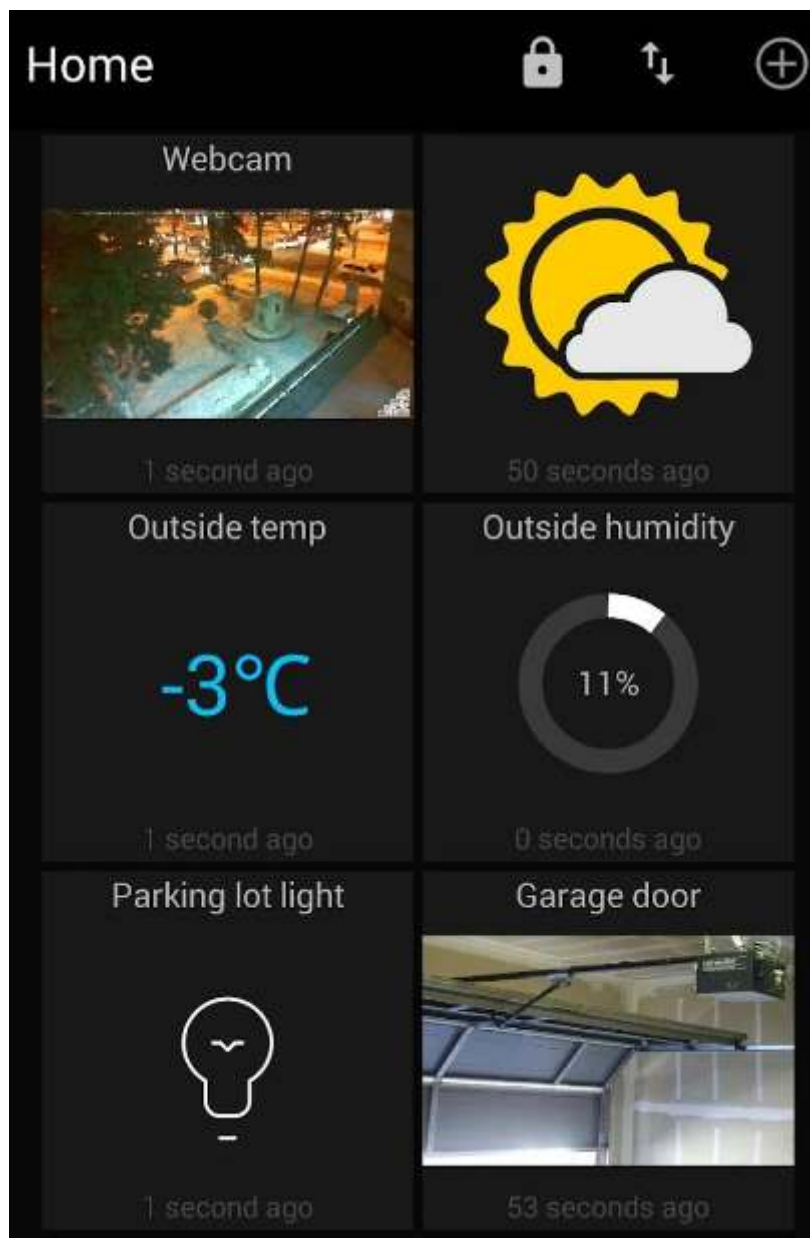 Home
Webcam
1 second ago
50 seconds ago
Outside temp
Outside humidity
-3°C
11%
1 second ago
0 seconds ago
Parking lot light
Garage door
1 second ago
53 seconds ago